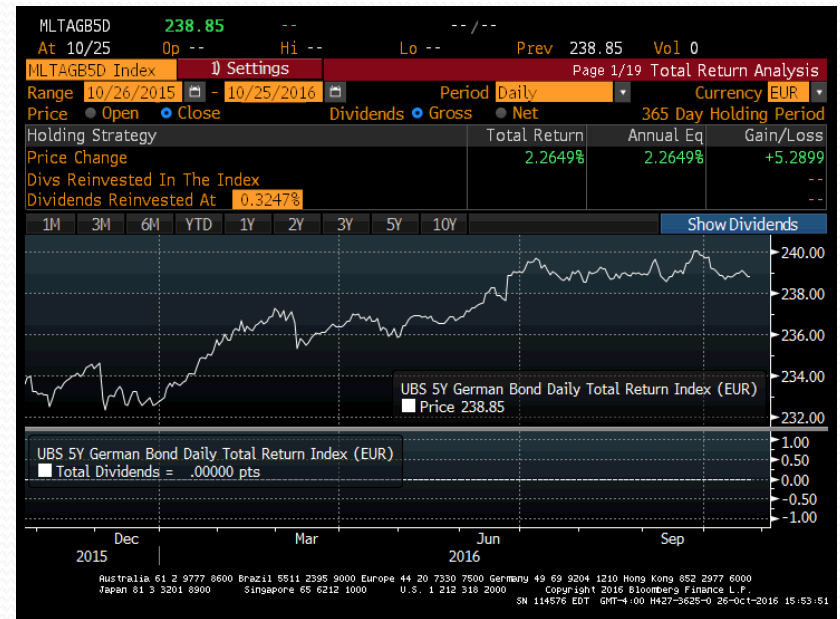 MLTAGB5D 238.85 -- -- / --
At 10/25 Op -- Hi -- Lo -- Prev 238.85 Vol 0
MLTAGB5D Index 1) Settings Page 1/19 Total Return Analysis
Range 10/26/2015 - 10/25/2016 Period Daily Currency EUR
Price Open Close Dividends Gross Net 365 Day Holding Period
Holding Strategy Total Return Annual Eq Gain/Loss
Price Change 2.2649% 2.2649% +5.2899
Divs Reinvested In The Index --
Dividends Reinvested At 0.3247% --
1M 3M 6M YTD 1Y 2Y 3Y 5Y 10Y Show Dividends
240.00
238.00
236.00
234.00
UBS 5Y German Bond Daily Total Return Index (EUR)
Price 238.85
232.00
1.00
UBS 5Y German Bond Daily Total Return Index (EUR)
0.50
Total Dividends = .00000 pts
0.00
-0.50
-1.00
Dec Mar Jun Sep
2015 2016
Australia 61 2 9777 8600 Brazil 5511 2395 9000 Europe 44 20 7330 7500 Germany 49 69 9204 1210 Hong Kong 852 2977 6000
Japan 81 3 3201 8900 Singapore 65 6212 1000 U.S. 1 212 318 2000 Copyright 2016 Bloomberg Finance L.P.
SN 114576 EDT GMT-4:00 H427-3625-0 26-Oct-2016 15:53:51